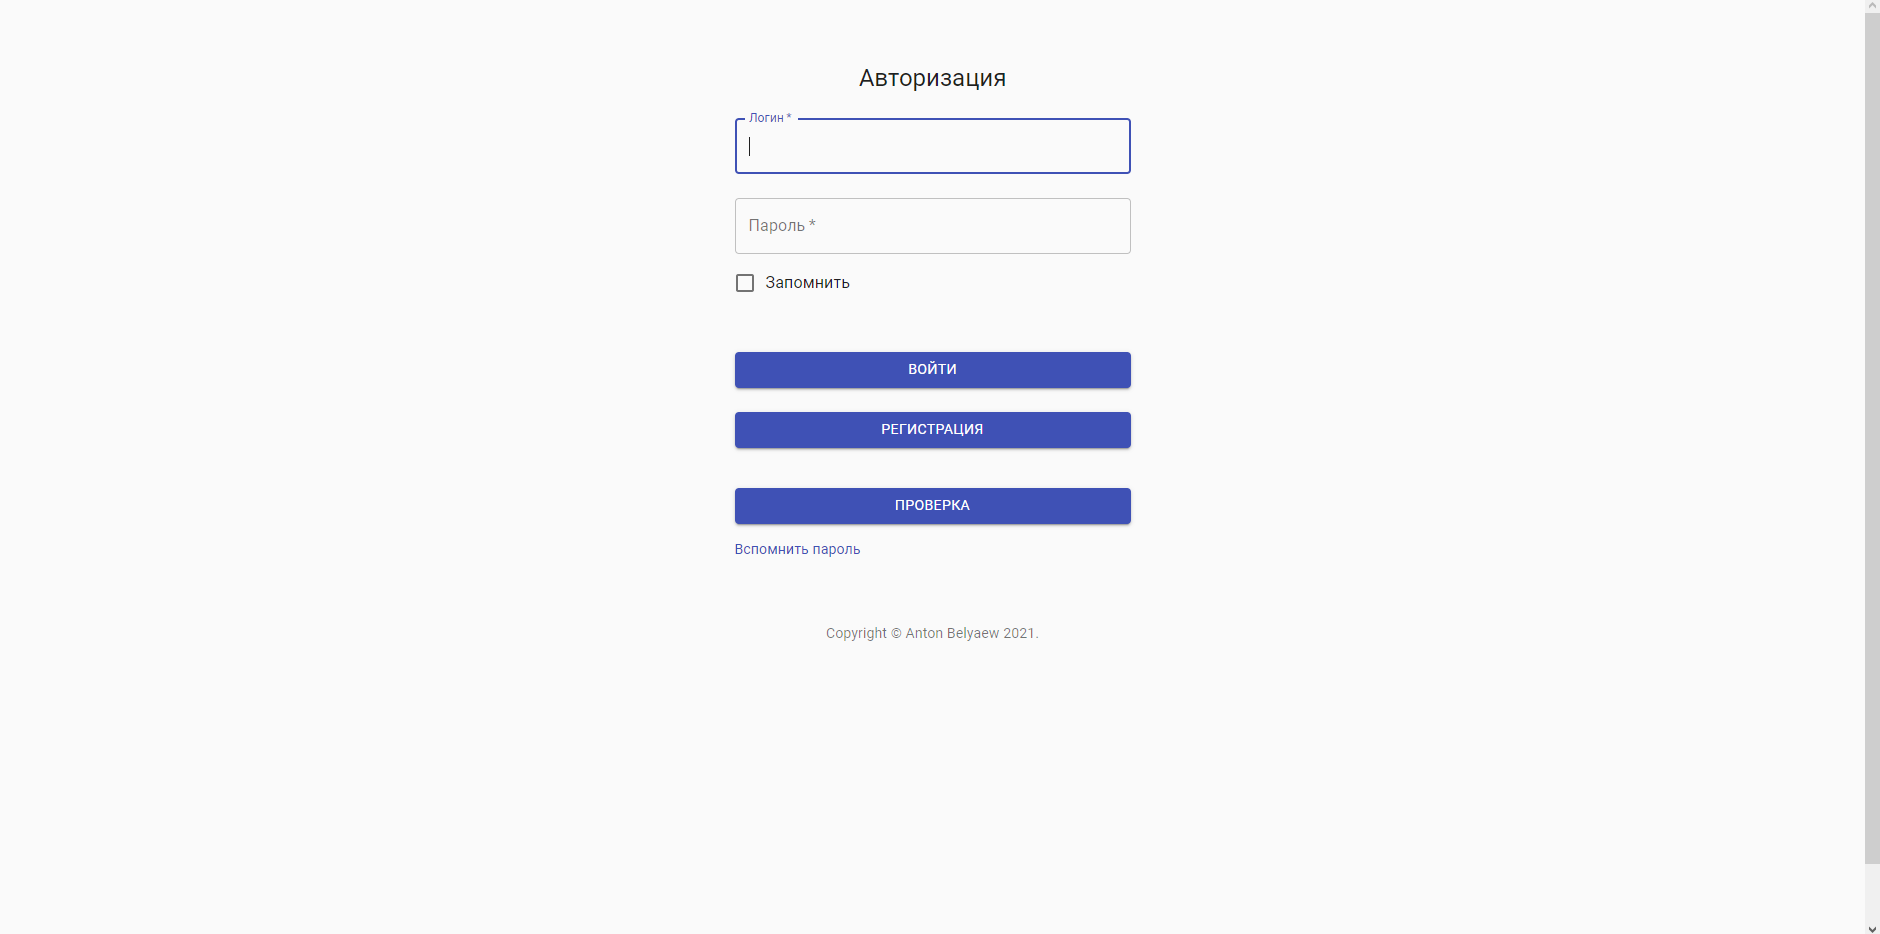 Авторизация
Логин *
Пароль *
Запомнить
ВОЙТИ
РЕГИСТРАЦИЯ
ПРОВЕРКА
Вспомнить пароль
Copyright © Anton Belyaew 2021.